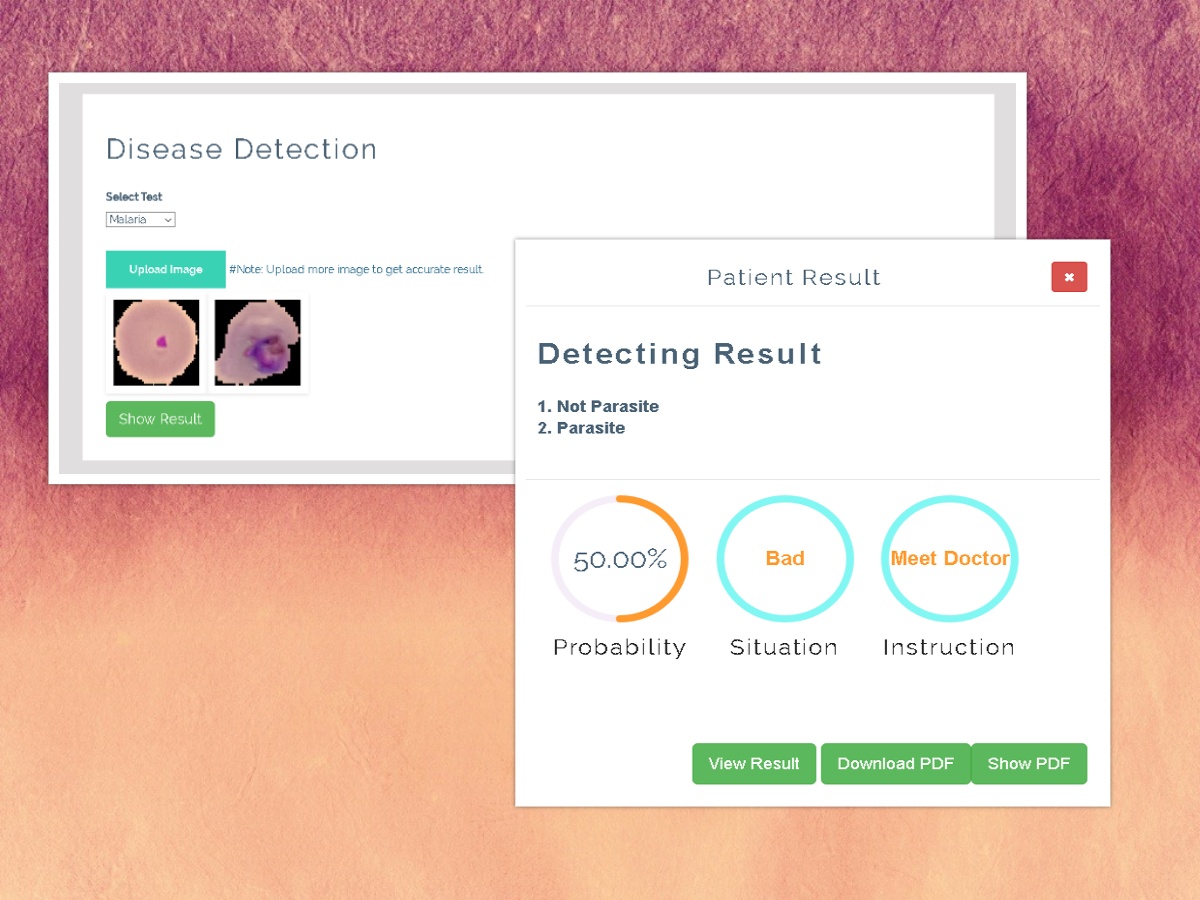 Disease Detection
Select Test
Malaria
Upload Image #Note: Upload more image to get accurate result.
Show Result
Patient Result
Detecting Result
1. Not Parasite
2. Parasite
50.00% Bad Meet Doctor
Probability Situation Instruction
View Result Download PDF Show PDF